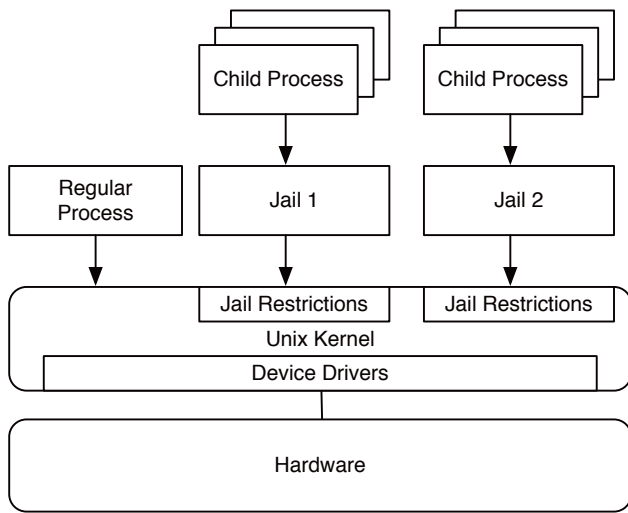 Child Process
Child Process
Regular
Process
Jail 1
Jail 2
Jail Restrictions
Jail Restrictions
Unix Kernel
Device Drivers
Hardware